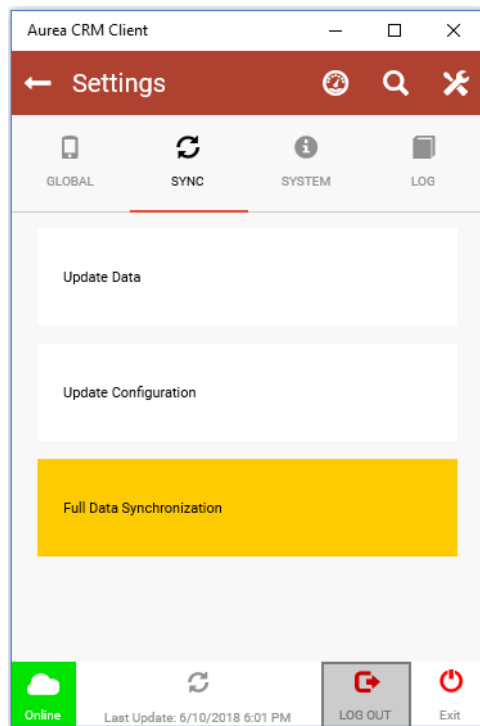 Aurea CRM Client
Settings
GLOBAL SYNC SYSTEM LOG
Update Data
Update Configuration
Full Data Synchronization
Online Last Update: 6/10/2018 6:01 PM LOG OUT Exit